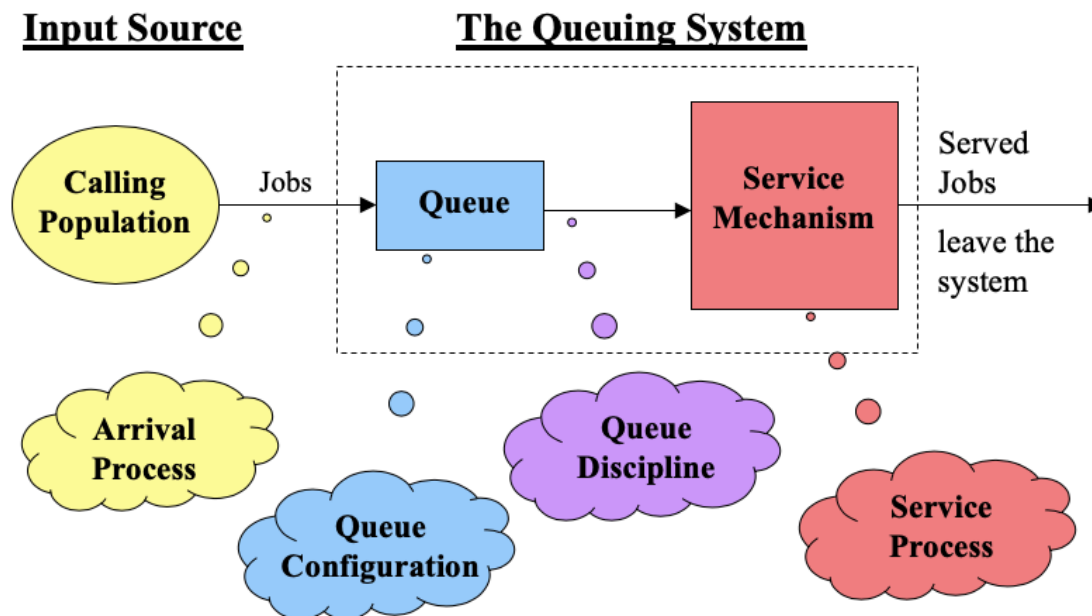 Input Source
The Queuing System
Calling
Population
Jobs
Queue
Service
Mechanism
Served
Jobs
leave the
system
Arrival
Process
Queue
Configuration
Queue
Discipline
Service
Process